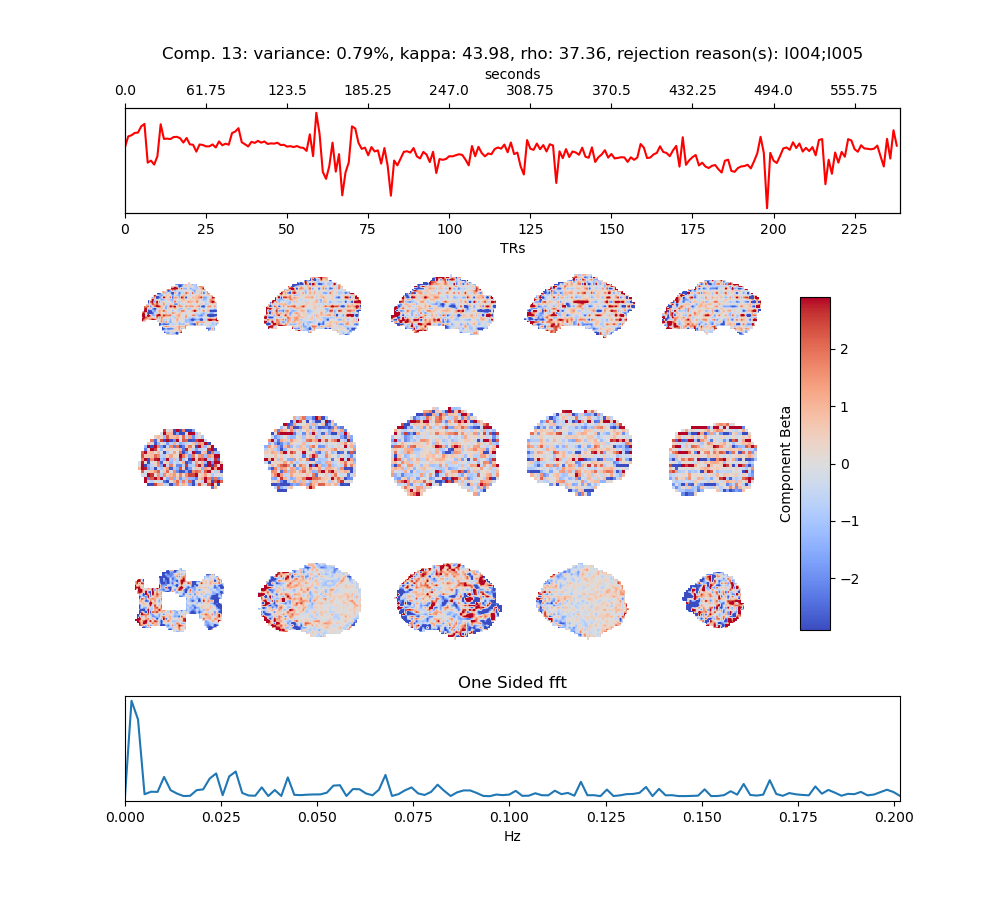 Comp. 13: variance: 0.79%, kappa: 43.98, rho: 37.36, rejection reason(s): I004;I005
seconds
0.0 61.75 123.5 185.25 247.0 308.75 370.5 432.25 494.0 555.75
0 25 50 75 100 125 150 175 200 225
TRs
2
1
0
−1
−2
Component Beta
One Sided fft
0.000 0.025 0.050 0.075 0.100 0.125 0.150 0.175 0.200
Hz